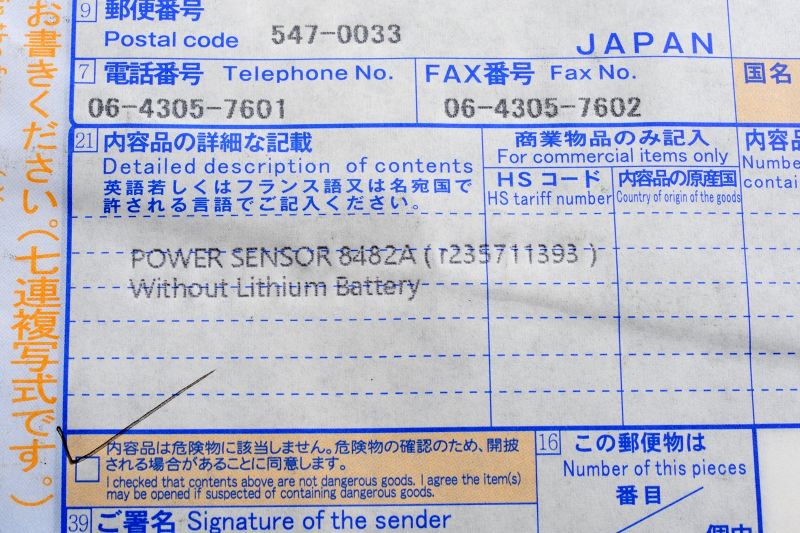 9 郵便番号
Postal code 547-0033
JAPAN
7 電話番号 Telephone No.
06-4305-7601
FAX番号 Fax No.
06-4305-7602
国名
21 内容品の詳細な記載
Detailed description of contents
英語若しくはフランス語又は名宛国で
許される言語でご記入ください。
商業物品のみ記入
For commercial items only
HSコード
HS tariff number
内容品の原産国
Country of origin of the goods
内容品
Numbe
contai
POWER SENSOR 8482A ( r235711393 )
Without Lithium Battery
内容品は危険物に該当しません。危険物の確認のため、開披
される場合があることに同意します。
I checked that contents above are not dangerous goods. I agree the item(s)
may be opened if suspected of containing dangerous goods.
16 この郵便物は
Number of this pieces
番目
個中
39 ご署名 Signature of the sender
お書きください。(七連複写式です。)